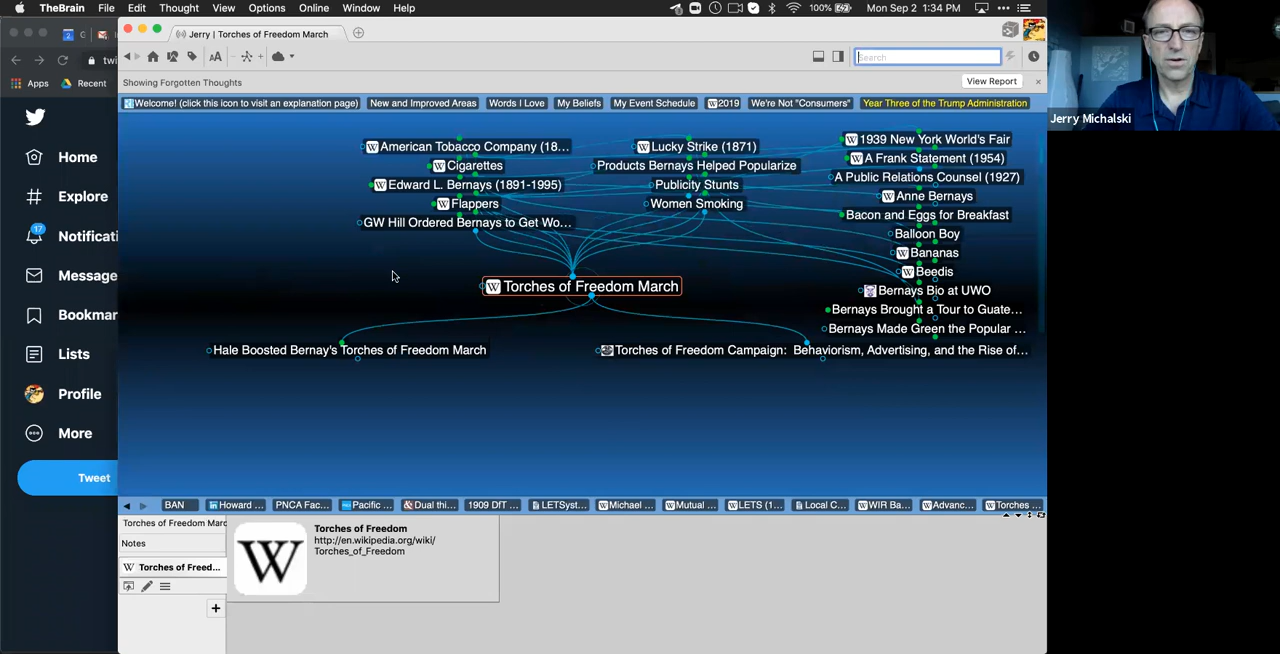 TheBrain File Edit Thought View Options Online Window Help 100% Mon Sep 2 1:34 PM
Jerry | Torches of Freedom March
Search
Apps Recent
twi
Showing Forgotten Thoughts
View Report
Welcome! (click this icon to visit an explanation page) New and Improved Areas Words I Love My Beliefs My Event Schedule 2019 We're Not "Consumers" Year Three of the Trump Administration
Jerry Michalski
Home
Explore
Notificati
17
Message
Bookmar
Lists
Profile
More
Tweet
American Tobacco Company (18...
Cigarettes
Edward L. Bernays (1891-1995)
Flappers
GW Hill Ordered Bernays to Get Wo...
Lucky Strike (1871)
Products Bernays Helped Popularize
Publicity Stunts
Women Smoking
1939 New York World's Fair
A Frank Statement (1954)
A Public Relations Counsel (1927)
Anne Bernays
Bacon and Eggs for Breakfast
Balloon Boy
Bananas
Beedis
Bernays Bio at UWO
Bernays Brought a Tour to Guate...
Bernays Made Green the Popular ...
Torches of Freedom March
Hale Boosted Bernay's Torches of Freedom March
Torches of Freedom Campaign: Behaviorism, Advertising, and the Rise of...
BAN Howard ... PNCA Fac... Pacific ... Dual thi... 1909 DfT ... LETSyst... Michael ... Mutual ... LETS (1... Local C... WIR Ba... Advanc... Torches ...
Torches of Freedom Marc
Notes
Torches of Freed...
Torches of Freedom
http://en.wikipedia.org/wiki/
Torches_of_Freedom